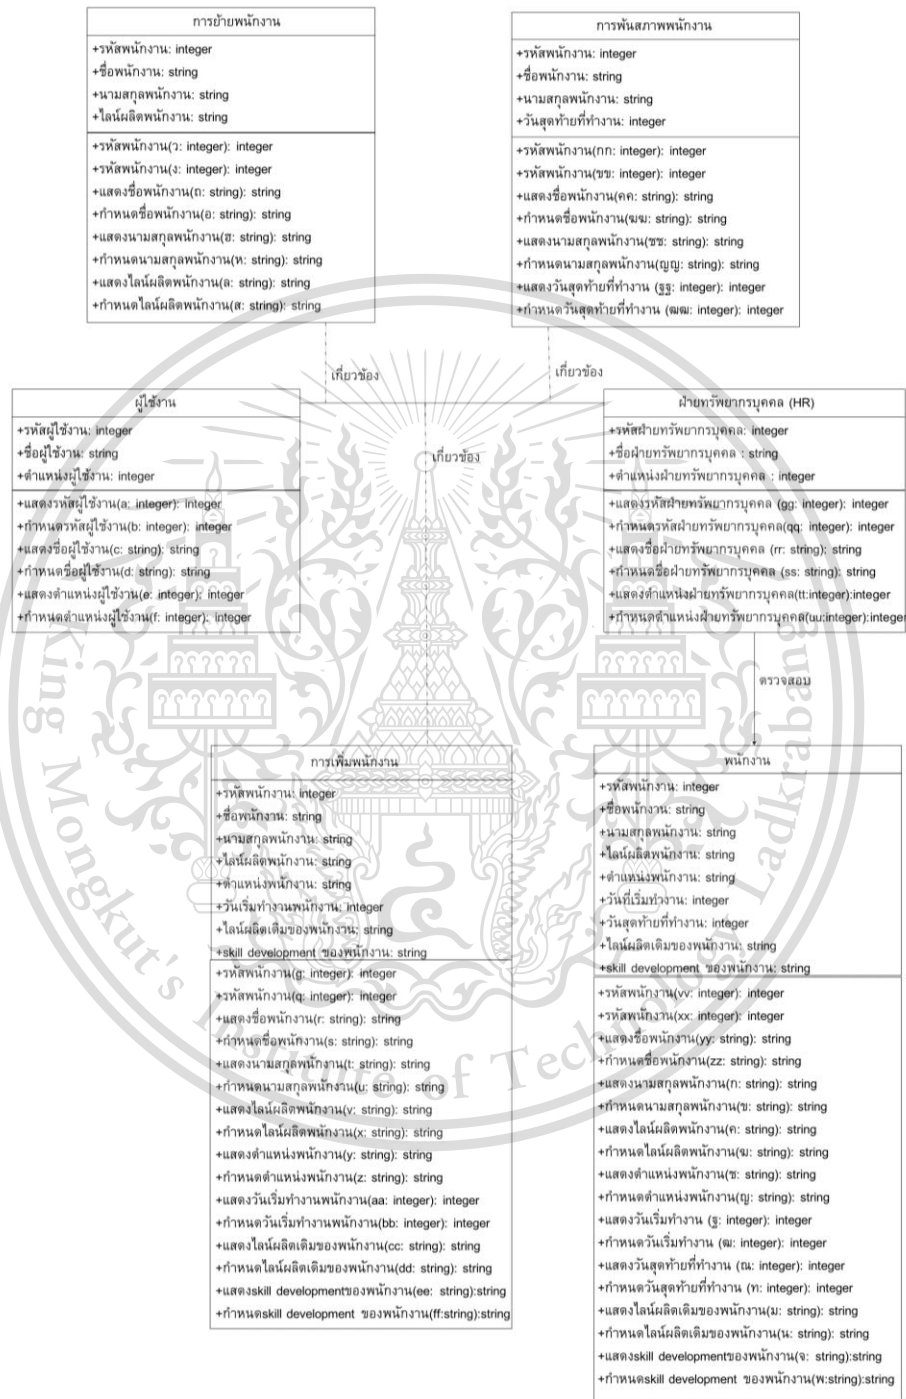 การย้ายพนักงาน
+รหัสพนักงาน: integer
+ชื่อพนักงาน: string
+นามสกุลพนักงาน: string
+ไลน์ผลิตพนักงาน: string
+รหัสพนักงาน(ว: integer): integer
+รหัสพนักงาน(ง: integer): integer
+แสดงชื่อพนักงาน(ถ: string): string
+กำหนดชื่อพนักงาน(อ: string): string
+แสดงนามสกุลพนักงาน(ฮ: string): string
+กำหนดนามสกุลพนักงาน(ห: string): string
+แสดงไลน์ผลิตพนักงาน(ล: string): string
+กำหนดไลน์ผลิตพนักงาน(ส: string): string
การพ้นสภาพพนักงาน
+รหัสพนักงาน: integer
+ชื่อพนักงาน: string
+นามสกุลพนักงาน: string
+วันสุดท้ายที่ทำงาน: integer
+รหัสพนักงาน(กก: integer): integer
+รหัสพนักงาน(ขข: integer): integer
+แสดงชื่อพนักงาน(คค: string): string
+กำหนดชื่อพนักงาน(ฆฆ: string): string
+แสดงนามสกุลพนักงาน(ชช: string): string
+กำหนดนามสกุลพนักงาน(ญญ: string): string
+แสดงวันสุดท้ายที่ทำงาน (ฐฐ: integer): integer
+กำหนดวันสุดท้ายที่ทำงาน (ฒฒ: integer): integer
เกี่ยวข้อง
เกี่ยวข้อง
เกี่ยวข้อง
ผู้ใช้งาน
+รหัสผู้ใช้งาน: integer
+ชื่อผู้ใช้งาน: string
+ตำแหน่งผู้ใช้งาน: integer
+แสดงรหัสผู้ใช้งาน(a: integer): integer
+กำหนดรหัสผู้ใช้งาน(b: integer): integer
+แสดงชื่อผู้ใช้งาน(c: string): string
+กำหนดชื่อผู้ใช้งาน(d: string): string
+แสดงตำแหน่งผู้ใช้งาน(e: integer): integer
+กำหนดตำแหน่งผู้ใช้งาน(f: integer): integer
ฝ่ายทรัพยากรบุคคล (HR)
+รหัสฝ่ายทรัพยากรบุคคล: integer
+ชื่อฝ่ายทรัพยากรบุคคล : string
+ตำแหน่งฝ่ายทรัพยากรบุคคล : integer
+แสดงรหัสฝ่ายทรัพยากรบุคคล (gg: integer): integer
+กำหนดรหัสฝ่ายทรัพยากรบุคคล(qq: integer): integer
+แสดงชื่อฝ่ายทรัพยากรบุคคล (rr: string): string
+กำหนดชื่อฝ่ายทรัพยากรบุคคล (ss: string): string
+แสดงตำแหน่งฝ่ายทรัพยากรบุคคล(tt:integer):integer
+กำหนดตำแหน่งฝ่ายทรัพยากรบุคคล(uu:integer):integer
ตรวจสอบ
การเพิ่มพนักงาน
+รหัสพนักงาน: integer
+ชื่อพนักงาน: string
+นามสกุลพนักงาน: string
+ไลน์ผลิตพนักงาน: string
+ตำแหน่งพนักงาน: string
+วันเริ่มทำงานพนักงาน: integer
+ไลน์ผลิตเดิมของพนักงาน: string
+skill development ของพนักงาน: string
+รหัสพนักงาน(g: integer): integer
+รหัสพนักงาน(q: integer): integer
+แสดงชื่อพนักงาน(r: string): string
+กำหนดชื่อพนักงาน(s: string): string
+แสดงนามสกุลพนักงาน(t: string): string
+กำหนดนามสกุลพนักงาน(u: string): string
+แสดงไลน์ผลิตพนักงาน(v: string): string
+กำหนดไลน์ผลิตพนักงาน(x: string): string
+แสดงตำแหน่งพนักงาน(y: string): string
+กำหนดตำแหน่งพนักงาน(z: string): string
+แสดงวันเริ่มทำงานพนักงาน(aa: integer): integer
+กำหนดวันเริ่มทำงานพนักงาน(bb: integer): integer
+แสดงไลน์ผลิตเดิมของพนักงาน(cc: string): string
+กำหนดไลน์ผลิตเดิมของพนักงาน(dd: string): string
+แสดงskill developmentของพนักงาน(ee: string):string
+กำหนดskill development ของพนักงาน(ff:string):string
พนักงาน
+รหัสพนักงาน: integer
+ชื่อพนักงาน: string
+นามสกุลพนักงาน: string
+ไลน์ผลิตพนักงาน: string
+ตำแหน่งพนักงาน: string
+วันที่เริ่มทำงาน: integer
+วันสุดท้ายที่ทำงาน: integer
+ไลน์ผลิตเดิมของพนักงาน: string
+skill development ของพนักงาน: string
+รหัสพนักงาน(vv: integer): integer
+รหัสพนักงาน(xx: integer): integer
+แสดงชื่อพนักงาน(yy: string): string
+กำหนดชื่อพนักงาน(zz: string): string
+แสดงนามสกุลพนักงาน(ก: string): string
+กำหนดนามสกุลพนักงาน(ข: string): string
+แสดงไลน์ผลิตพนักงาน(ค: string): string
+กำหนดไลน์ผลิตพนักงาน(ฆ: string): string
+แสดงตำแหน่งพนักงาน(ช: string): string
+กำหนดตำแหน่งพนักงาน(ญ: string): string
+แสดงวันเริ่มทำงาน (ฐ: integer): integer
+กำหนดวันเริ่มทำงาน (ฒ: integer): integer
+แสดงวันสุดท้ายที่ทำงาน (ณ: integer): integer
+กำหนดวันสุดท้ายที่ทำงาน (ท: integer): integer
+แสดงไลน์ผลิตเดิมของพนักงาน(ม: string): string
+กำหนดไลน์ผลิตเดิมของพนักงาน(น: string): string
+แสดงskill developmentของพนักงาน(จ: string):string
+กำหนดskill development ของพนักงาน(พ:string):string
King Mongkut's Institute of Technology Ladkrabang